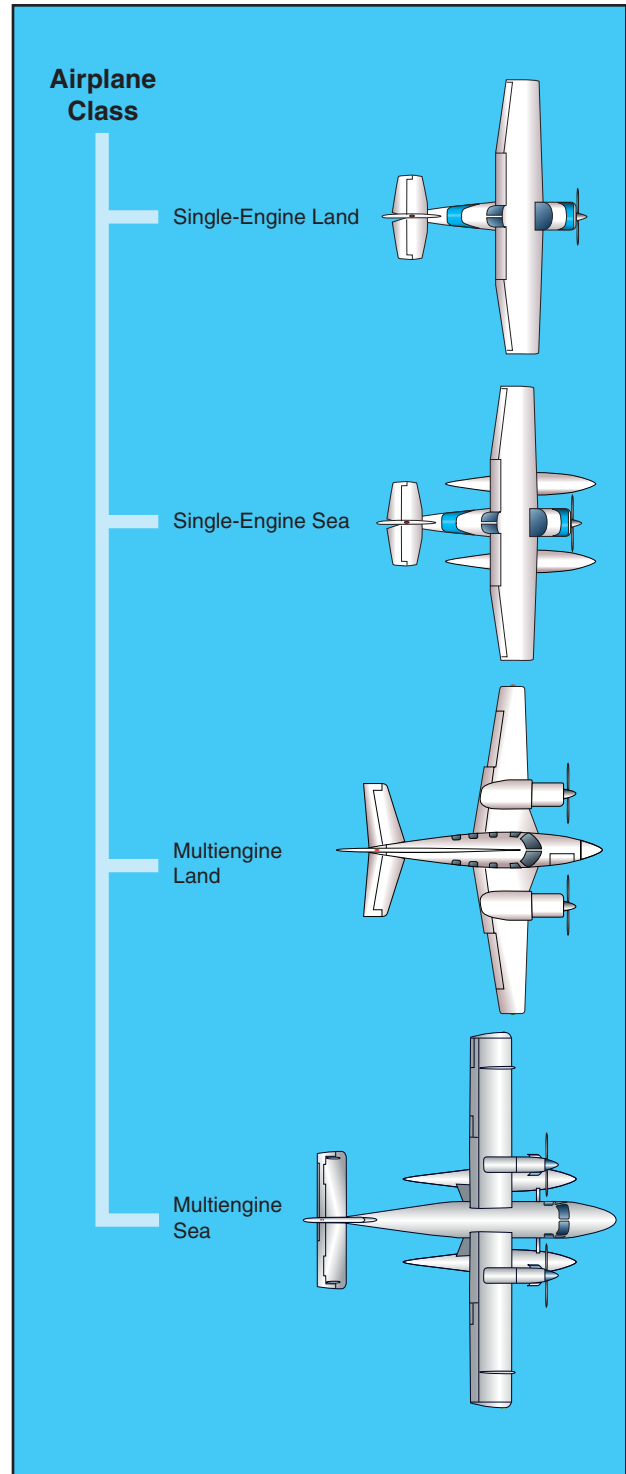 Airplane
Class
Single-Engine Land
Single-Engine Sea
Multiengine
Land
Multiengine
Sea